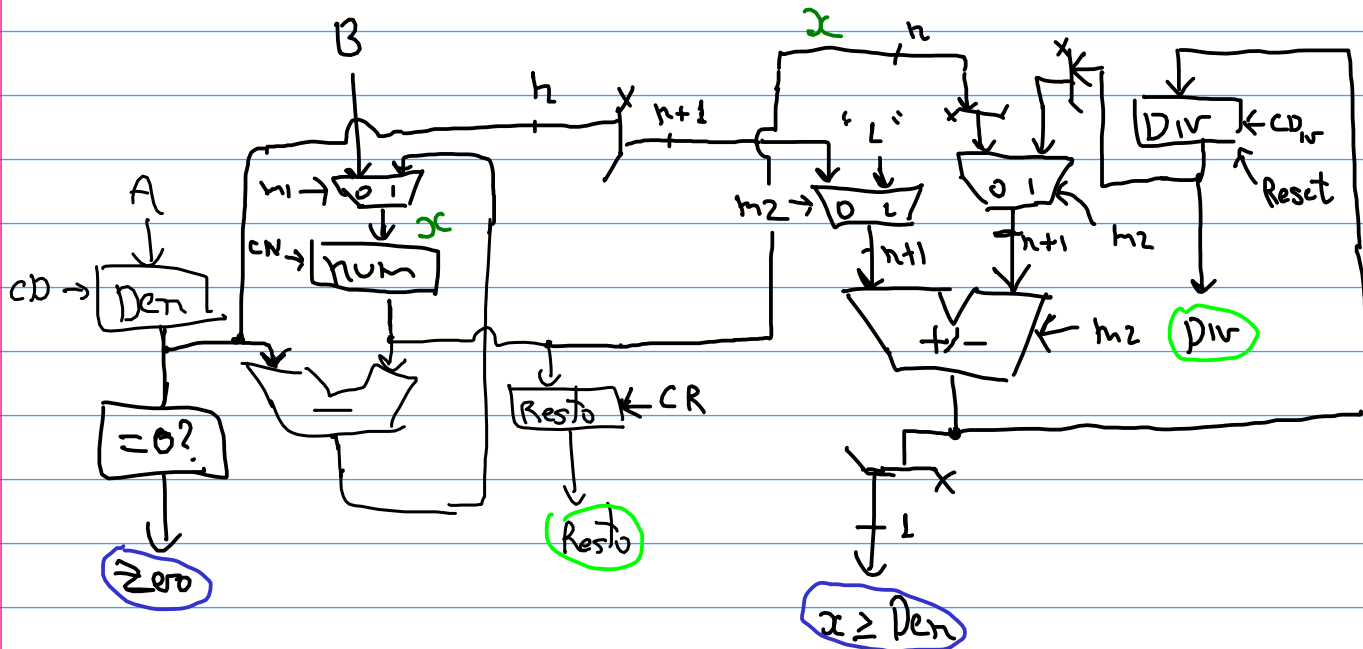 B
x
n
x
n
x
n+1
"1"
Div
CDiv
Reset
A
m1
0 1
x
m2
0 1
0 1
m2
CN
num
n+1
n+1
CD
Den
+/-
m2
Div
-
Resto
CR
=0?
x
1
Resto
Zero
x ≥ Den